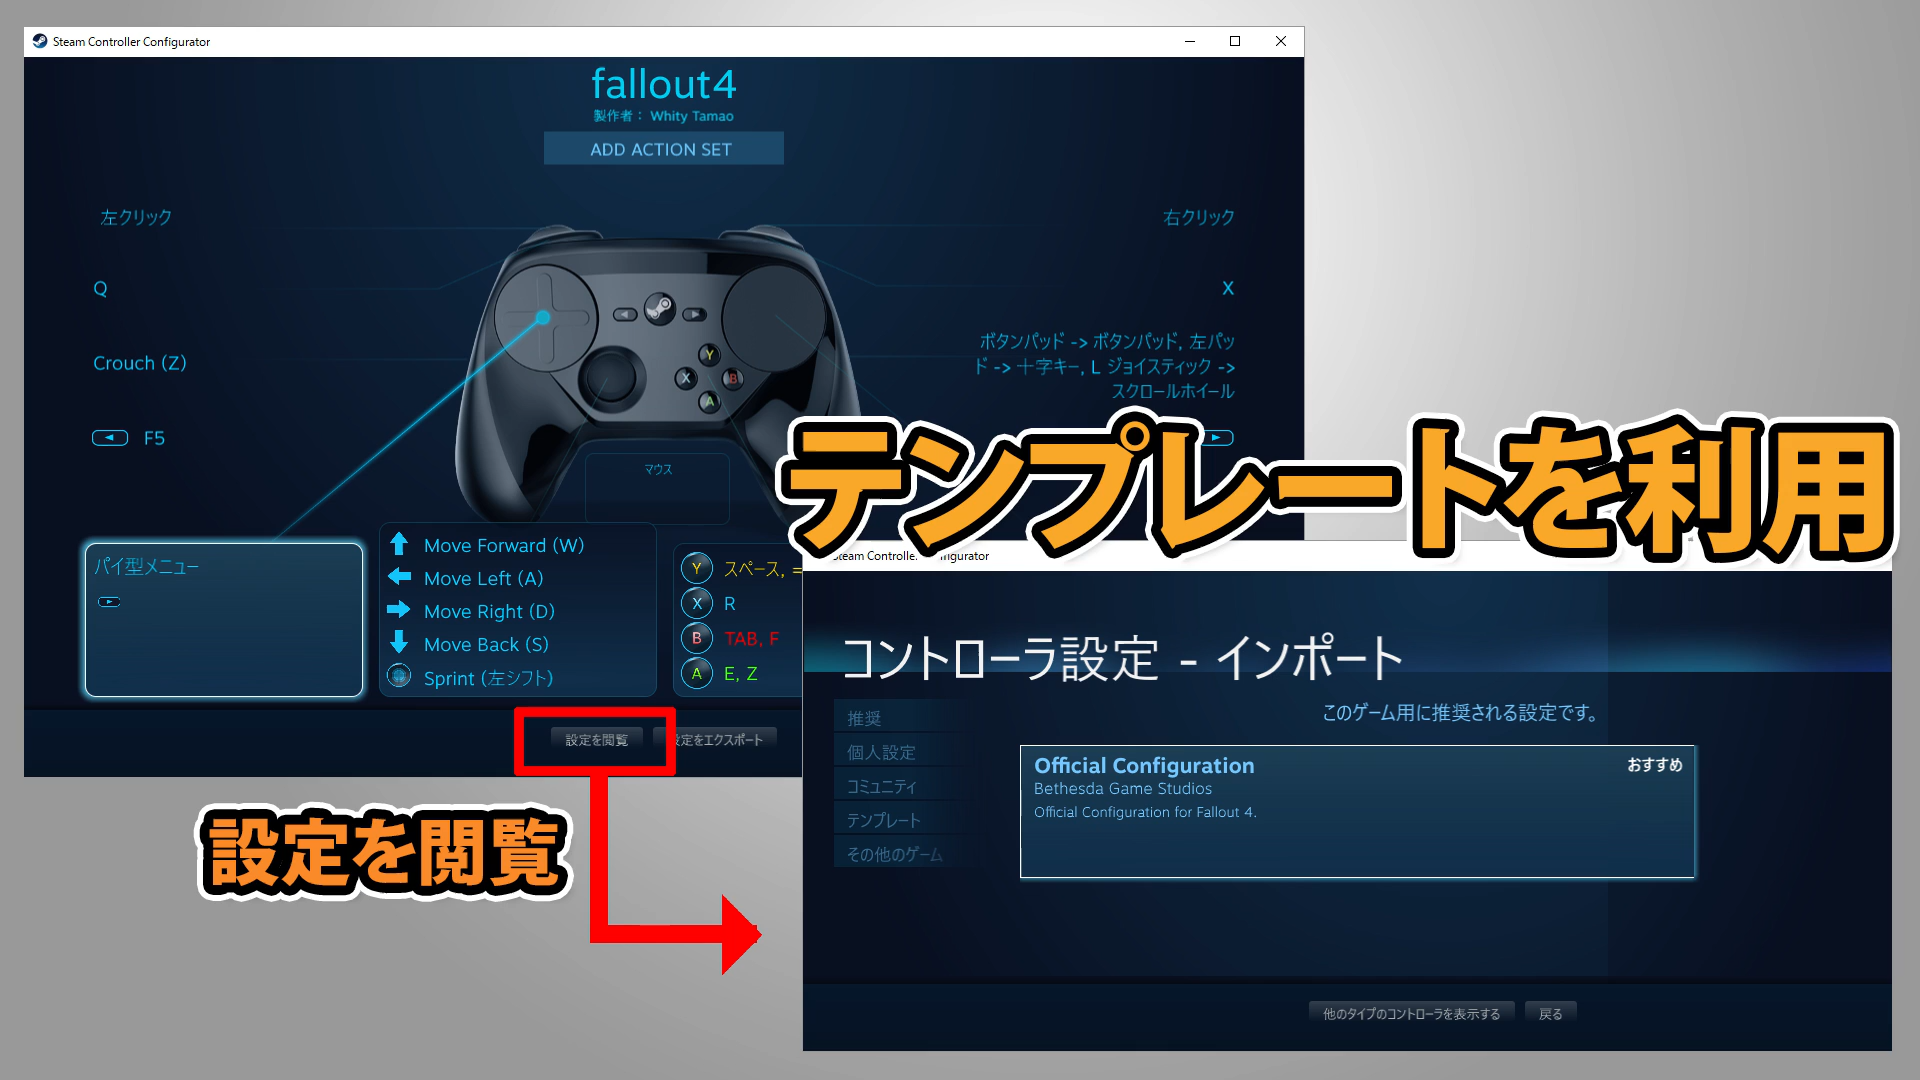 Steam Controller Configurator
fallout4
製作者： Whity Tamao
ADD ACTION SET
左クリック
右クリック
Q
X
ボタンパッド -> ボタンパッド, 左パッ
ド -> 十字キー, L ジョイスティック ->
スクロールホイール
Crouch (Z)
F5
マウス
Y
X
B
A
パイ型メニュー
Move Forward (W)
Move Left (A)
Move Right (D)
Move Back (S)
Sprint (左シフト)
Y スペース, =
X R
B TAB, F
A E, Z
設定を閲覧
設定をエクスポート
テンプレートを利用
設定を閲覧
Steam Controller Configurator
コントローラ設定 - インポート
このゲーム用に推奨される設定です。
推奨
個人設定
コミュニティ
テンプレート
その他のゲーム
Official Configuration
おすすめ
Bethesda Game Studios
Official Configuration for Fallout 4.
他のタイプのコントローラを表示する
戻る